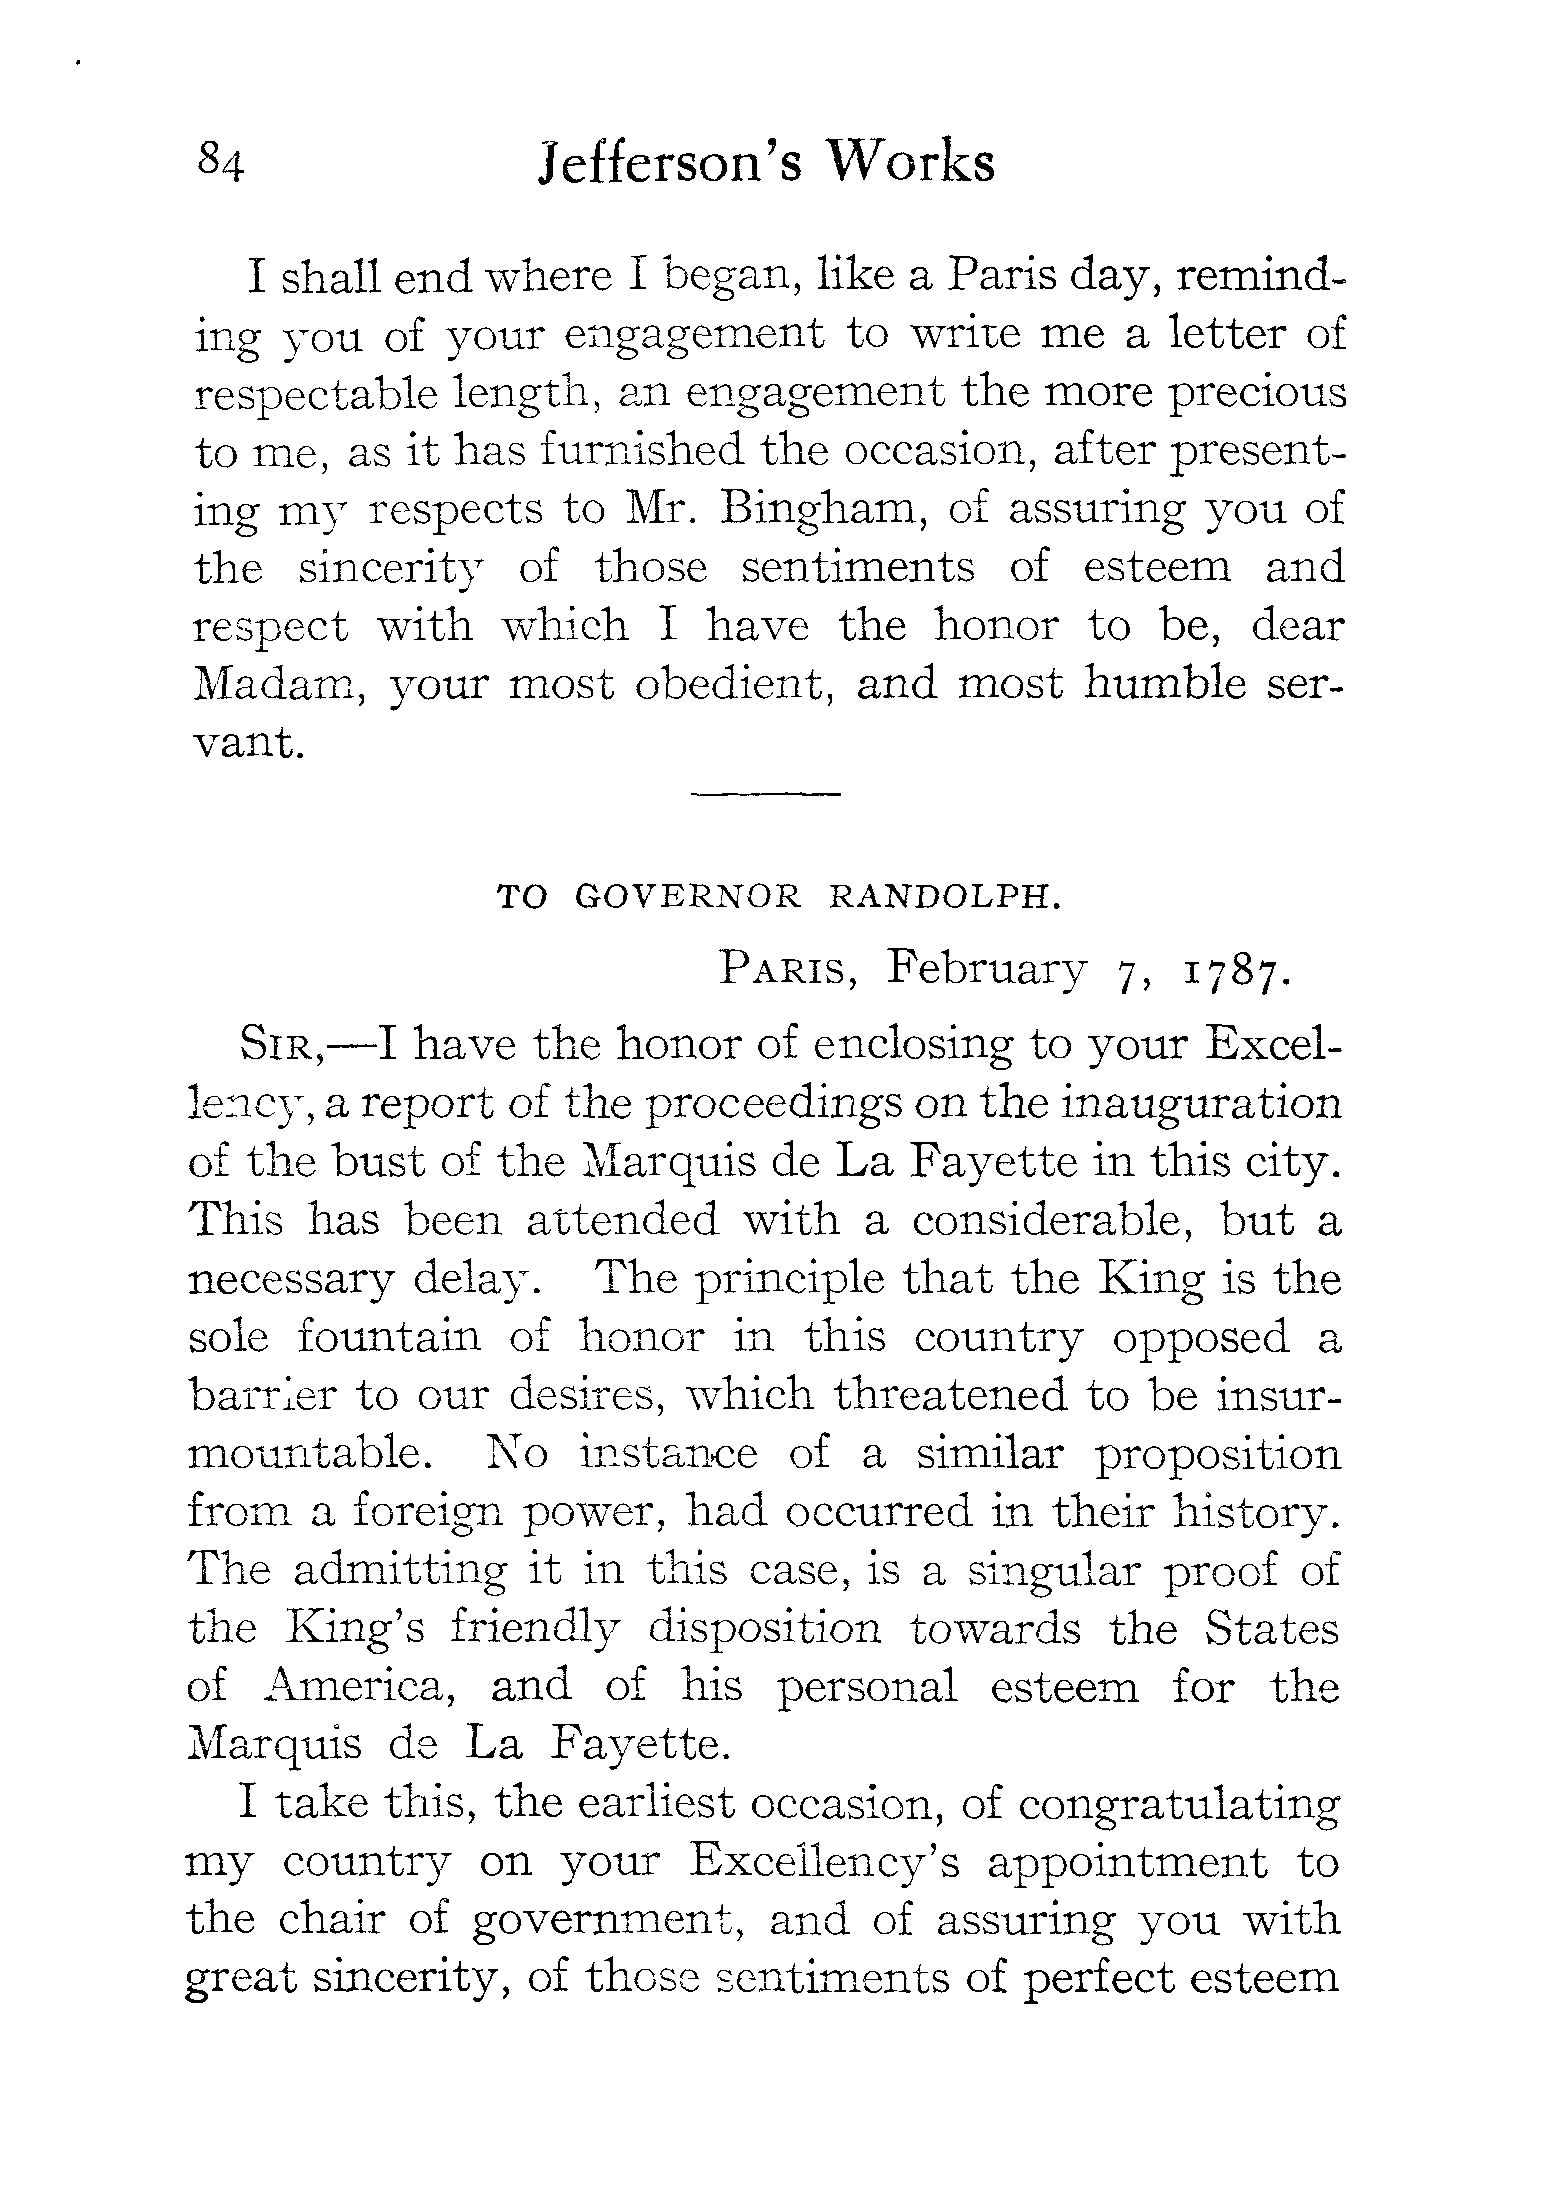 84 Jefferson's Works
I shall end where I began, like a Paris day, remind-
ing you of your engagement to write me a letter of
respectable length, an engagement the more precious
to me, as it has furnished the occasion, after present-
ing my respects to Mr. Bingham, of assuring you of
the sincerity of those sentiments of esteem and
respect with which I have the honor to be, dear
Madam, your most obedient, and most humble ser-
vant.
TO GOVERNOR RANDOLPH.
PARIS, February 7, 1787.
SIR,—I have the honor of enclosing to your Excel-
lency, a report of the proceedings on the inauguration
of the bust of the Marquis de La Fayette in this city.
This has been attended with a considerable, but a
necessary delay. The principle that the King is the
sole fountain of honor in this country opposed a
barrier to our desires, which threatened to be insur-
mountable. No instance of a similar proposition
from a foreign power, had occurred in their history.
The admitting it in this case, is a singular proof of
the King's friendly disposition towards the States
of America, and of his personal esteem for the
Marquis de La Fayette.
I take this, the earliest occasion, of congratulating
my country on your Excellency's appointment to
the chair of government, and of assuring you with
great sincerity, of those sentiments of perfect esteem